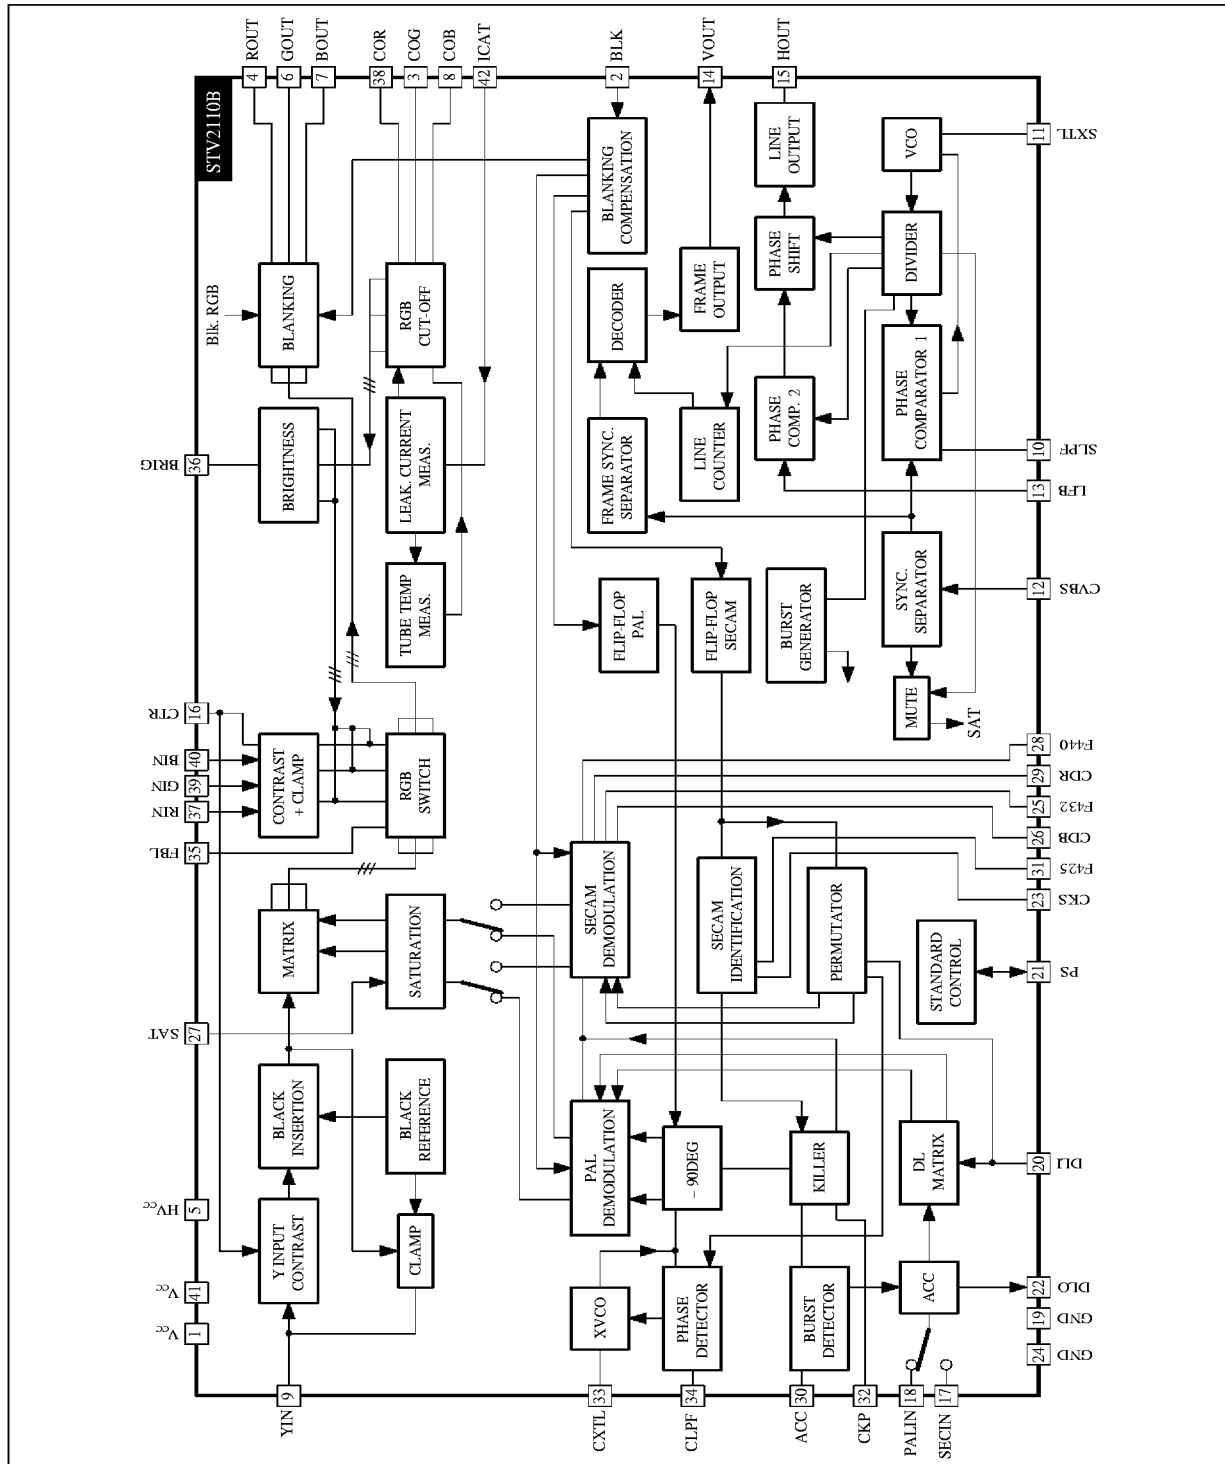 STV2110B
YIN
9
CXTL
33
CLPF
34
ACC
30
CKP
32
PALIN
18
SECIN
17
1
VCC
41
VCC
5
HVCC
27
SAT
35
FBL
37
RIN
39
GIN
40
BIN
16
CTR
36
BRIG
4
ROUT
6
GOUT
7
BOUT
38
COR
3
COG
8
COB
42
ICAT
2
BLK
14
VOUT
15
HOUT
24
GND
19
GND
22
DLO
20
DLI
21
PS
23
CKS
31
F425
26
CDB
25
F432
29
CDR
28
F440
12
CVBS
13
LFB
10
SLPF
11
SXTL
Y INPUT
CONTRAST
BLACK
INSERTION
MATRIX
CONTRAST
+ CLAMP
BRIGHTNESS
BLANKING
Blk. RGB
CLAMP
BLACK
REFERENCE
SATURATION
RGB
SWITCH
TUBE TEMP
MEAS.
LEAK. CURRENT
MEAS.
RGB
CUT-OFF
XVCO
PAL
DEMODULATION
SECAM
DEMODULATION
FLIP-FLOP
PAL
FRAME SYNC.
SEPARATOR
DECODER
BLANKING
COMPENSATION
PHASE
DETECTOR
– 90DEG
SECAM
IDENTIFICATION
FLIP-FLOP
SECAM
LINE
COUNTER
FRAME
OUTPUT
BURST
DETECTOR
KILLER
PERMUTATOR
BURST
GENERATOR
PHASE
COMP. 2
PHASE
SHIFT
LINE
OUTPUT
ACC
DL
MATRIX
STANDARD
CONTROL
MUTE
SAT
SYNC.
SEPARATOR
PHASE
COMPARATOR 1
DIVIDER
VCO